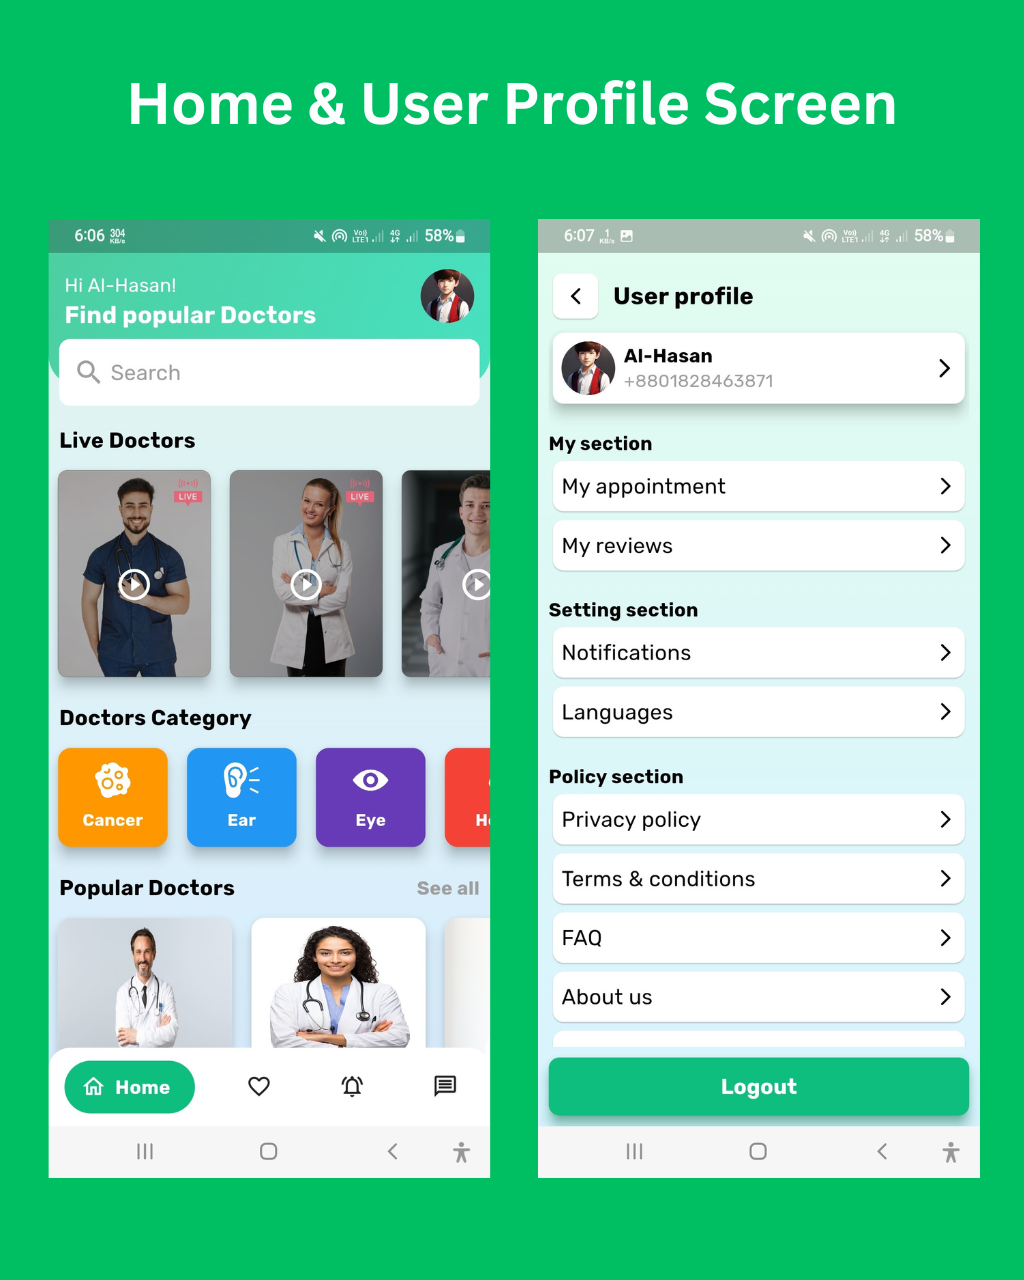 Home & User Profile Screen
6:06 304 KB/s Vo) LTE1 4G 58%
Hi Al-Hasan!
Find popular Doctors
Search
Live Doctors
LIVE LIVE
Doctors Category
Cancer Ear Eye
Popular Doctors See all
Home
6:07 1 KB/s Vo) LTE1 4G 58%
User profile
Al-Hasan
+8801828463871
My section
My appointment
My reviews
Setting section
Notifications
Languages
Policy section
Privacy policy
Terms & conditions
FAQ
About us
Logout